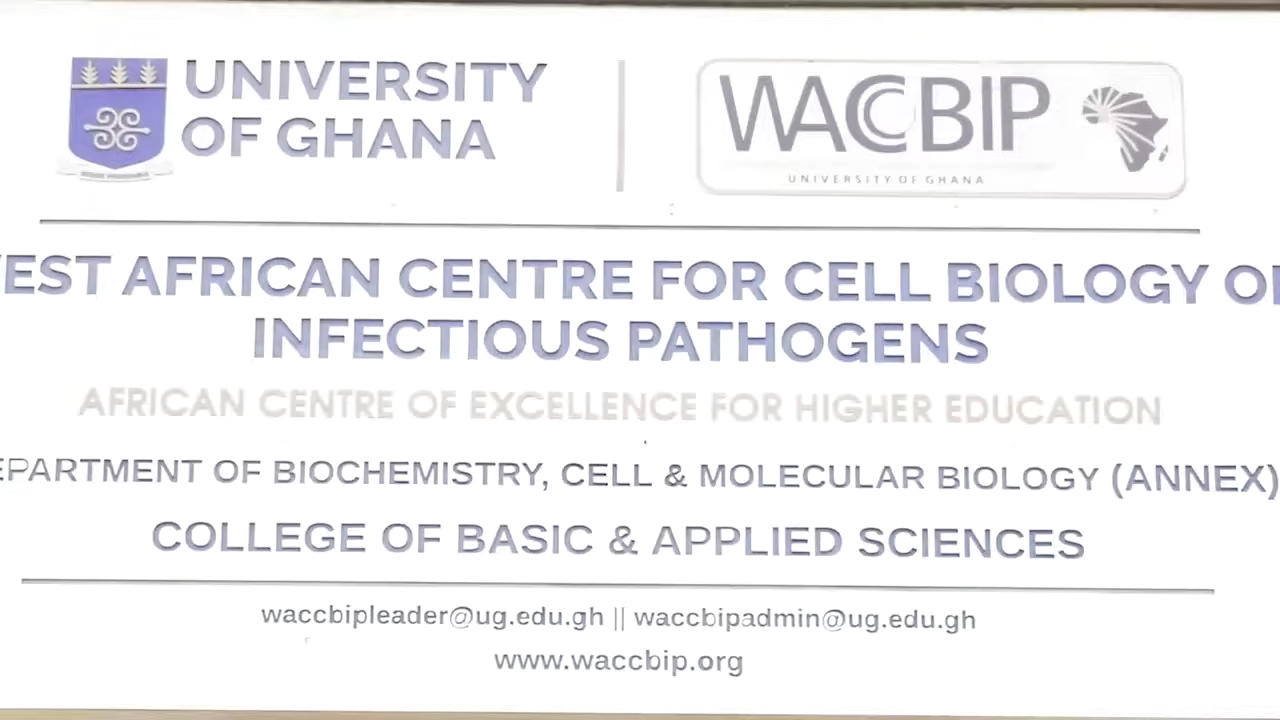 UNIVERSITY
OF GHANA
WACCBIP
UNIVERSITY OF GHANA
EST AFRICAN CENTRE FOR CELL BIOLOGY O
INFECTIOUS PATHOGENS
AFRICAN CENTRE OF EXCELLENCE FOR HIGHER EDUCATION
EPARTMENT OF BIOCHEMISTRY, CELL & MOLECULAR BIOLOGY (ANNEX)
COLLEGE OF BASIC & APPLIED SCIENCES
waccbipleader@ug.edu.gh || waccbipadmin@ug.edu.gh
www.waccbip.org